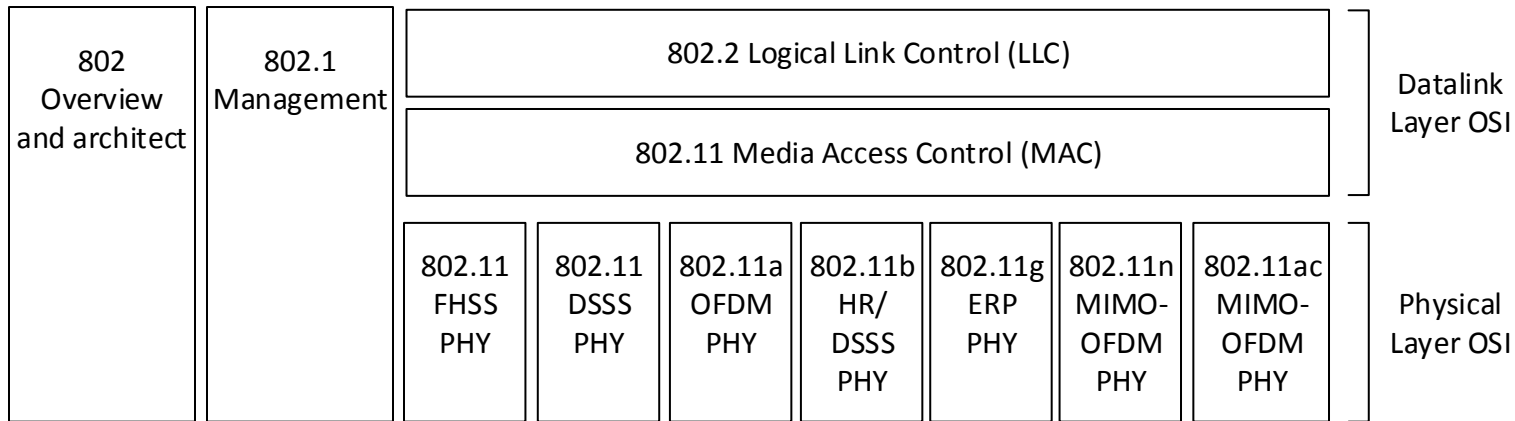 802
Overview
and architect
802.1
Management
802.2 Logical Link Control (LLC)
802.11 Media Access Control (MAC)
Datalink
Layer OSI
802.11
FHSS
PHY
802.11
DSSS
PHY
802.11a
OFDM
PHY
802.11b
HR/
DSSS
PHY
802.11g
ERP
PHY
802.11n
MIMO-
OFDM
PHY
802.11ac
MIMO-
OFDM
PHY
Physical
Layer OSI